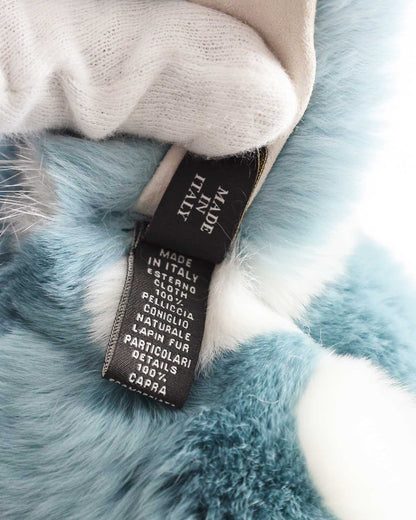 MADE
IN
ITALY
MADE
IN ITALY
ESTERNO
CLOTH
100%
PELLICCIA
CONIGLIO
NATURALE
LAPIN FUR
PARTICOLARI
DETAILS
100%
CAPRA